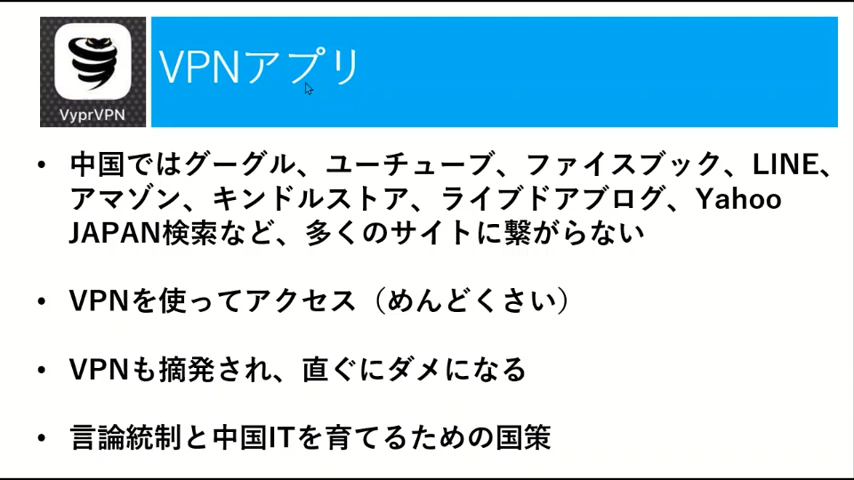 VyprVPN
VPNアプリ
• 中国ではグーグル、ユーチューブ、ファイスブック、LINE、
アマゾン、キンドルストア、ライブドアブログ、Yahoo
JAPAN検索など、多くのサイトに繋がらない
• VPNを使ってアクセス（めんどくさい）
• VPNも摘発され、直ぐにダメになる
• 言論統制と中国ITを育てるための国策